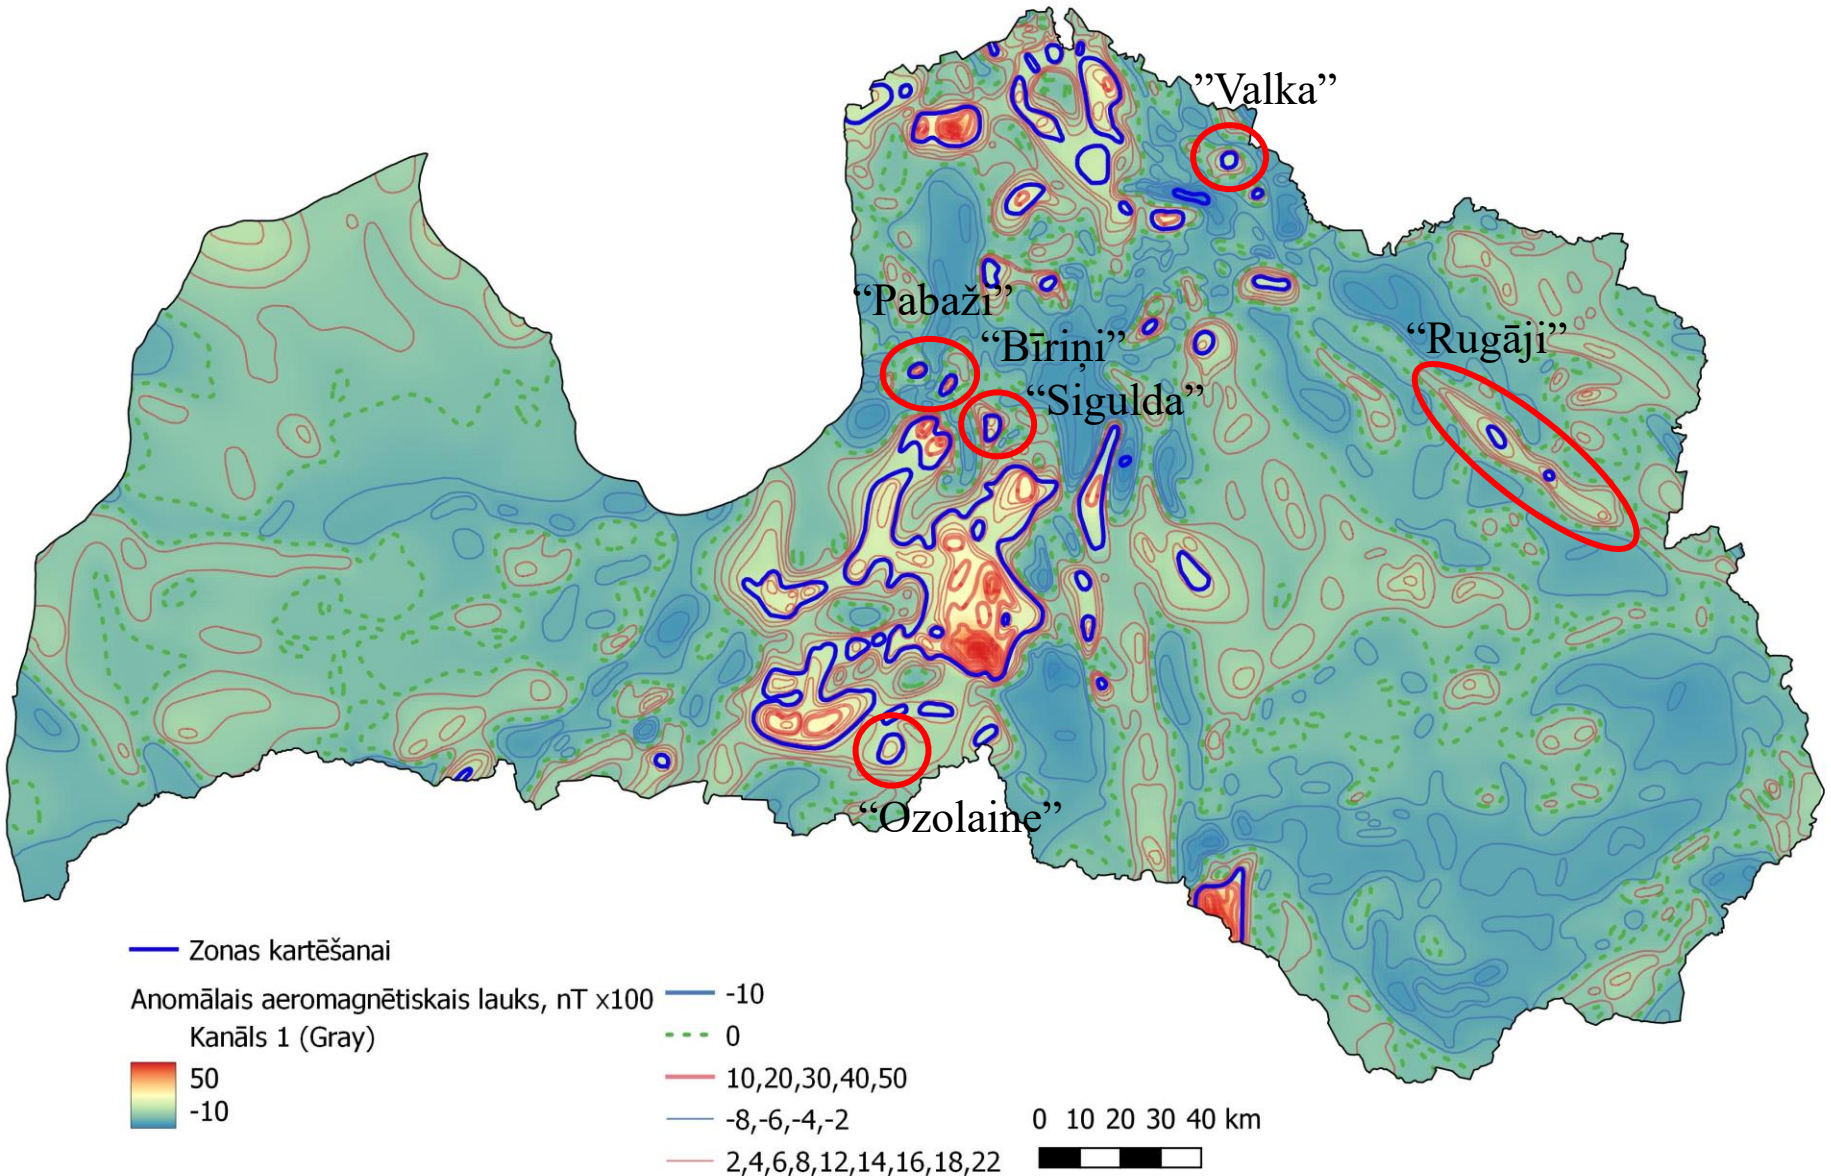 ”Valka”
“Pabaži”
“Bīriņi”
“Rugāji”
“Sigulda”
“Ozolaine”
Zonas kartēšanai
Anomālais aeromagnētiskais lauks, nT x100
Kanāls 1 (Gray)
50
-10
-10
0
10,20,30,40,50
-8,-6,-4,-2
2,4,6,8,12,14,16,18,22
0 10 20 30 40 km